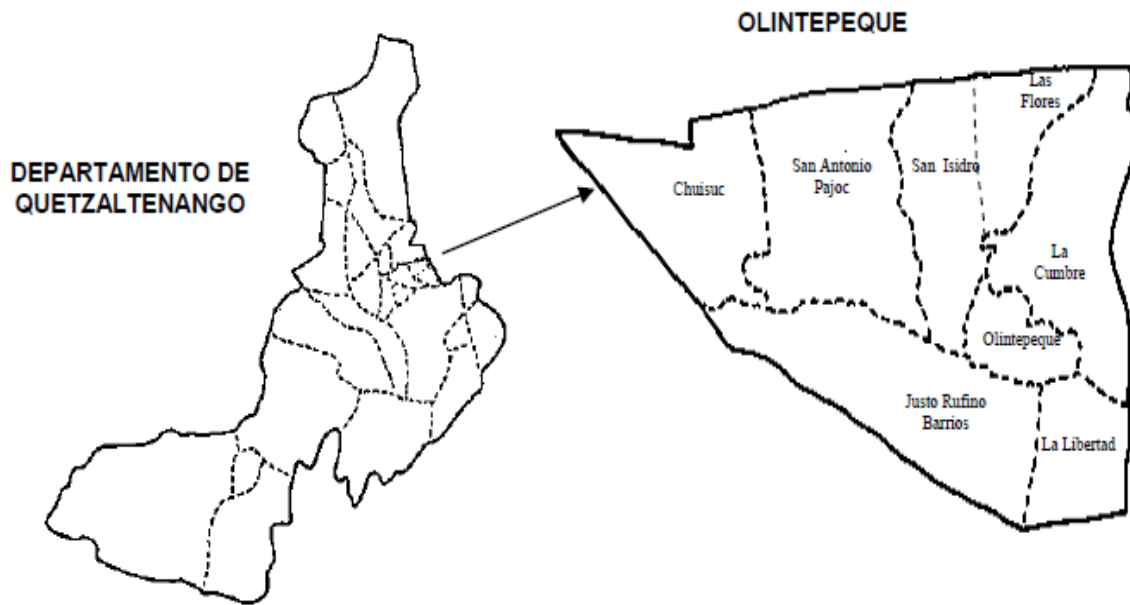 OLINTEPEQUE
DEPARTAMENTO DE
QUETZALTENANGO
Las
Flores
San Antonio
Pajoc
San Isidro
Chuisuc
La
Cumbre
Olintepeque
Justo Rufino
Barrios
La Libertad